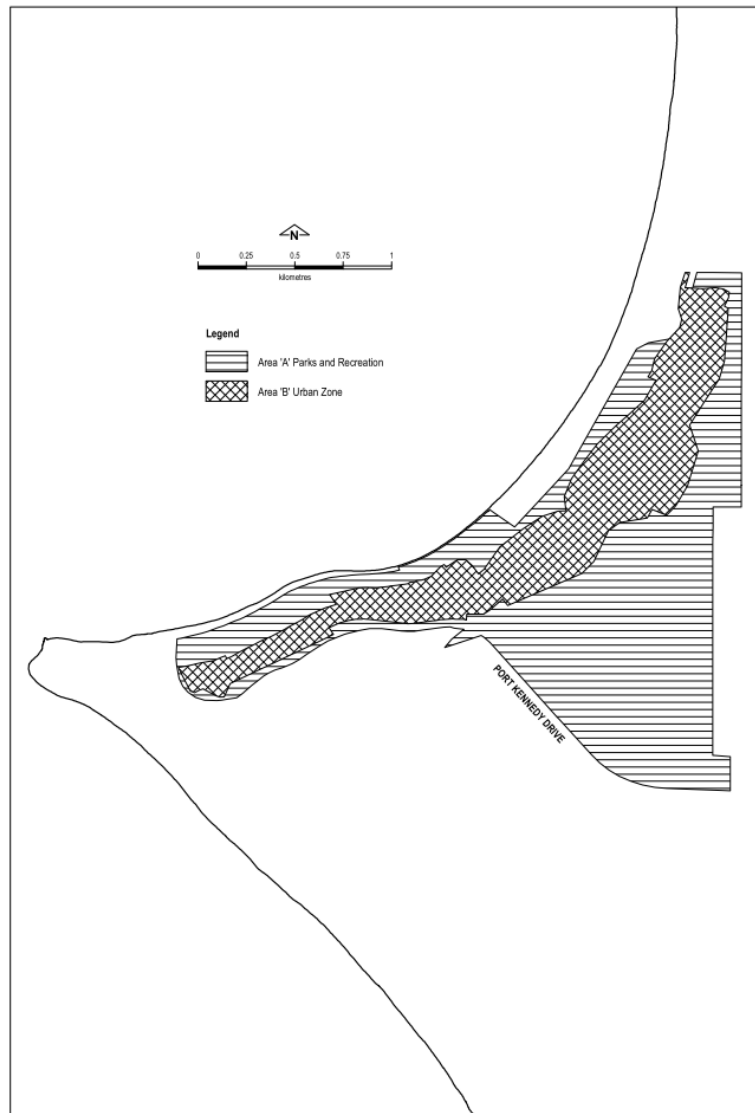 N
0 0.25 0.5 0.75 1
kilometres
Legend
Area 'A' Parks and Recreation
Area 'B' Urban Zone
PORT KENNEDY DRIVE